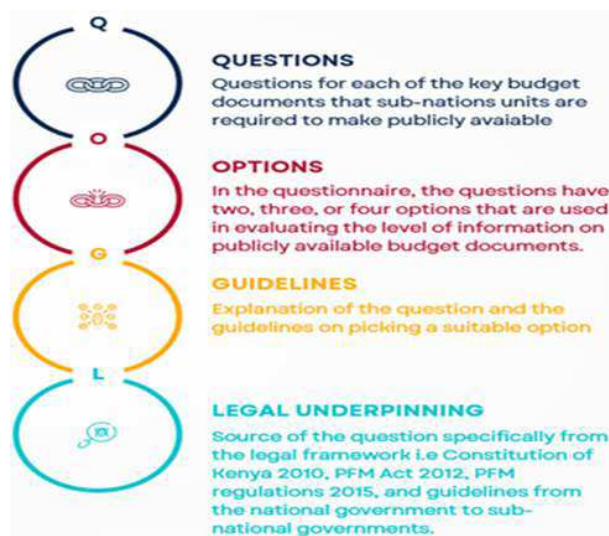 Q
QUESTIONS
Questions for each of the key budget
documents that sub-nations units are
required to make publicly avaiable
O
OPTIONS
In the questionnaire, the questions have
two, three, or four options that are used
in evaluating the level of information on
publicly available budget documents.
G
GUIDELINES
Explanation of the question and the
guidelines on picking a suitable option
L
LEGAL UNDERPINNING
Source of the question specifically from
the legal framework i.e Constitution of
Kenya 2010, PFM Act 2012, PFM
regulations 2015, and guidelines from
the national government to sub-
national governments.